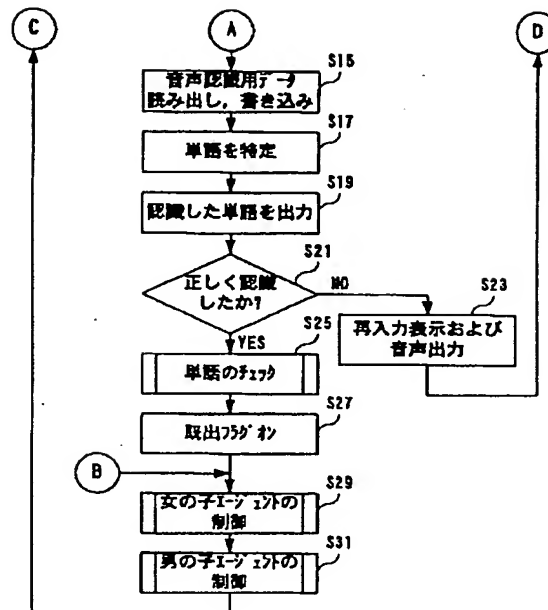 C
A
D
S15
音声認識用データ
読み出し，書き込み
S17
単語を特定
S19
認識した単語を出力
S21
正しく認識
したか?
NO
S23
再入力表示および
音声出力
YES
S25
単語のチェック
S27
既出フラグオン
B
S29
女の子エージェントの
制御
S31
男の子エージェントの
制御